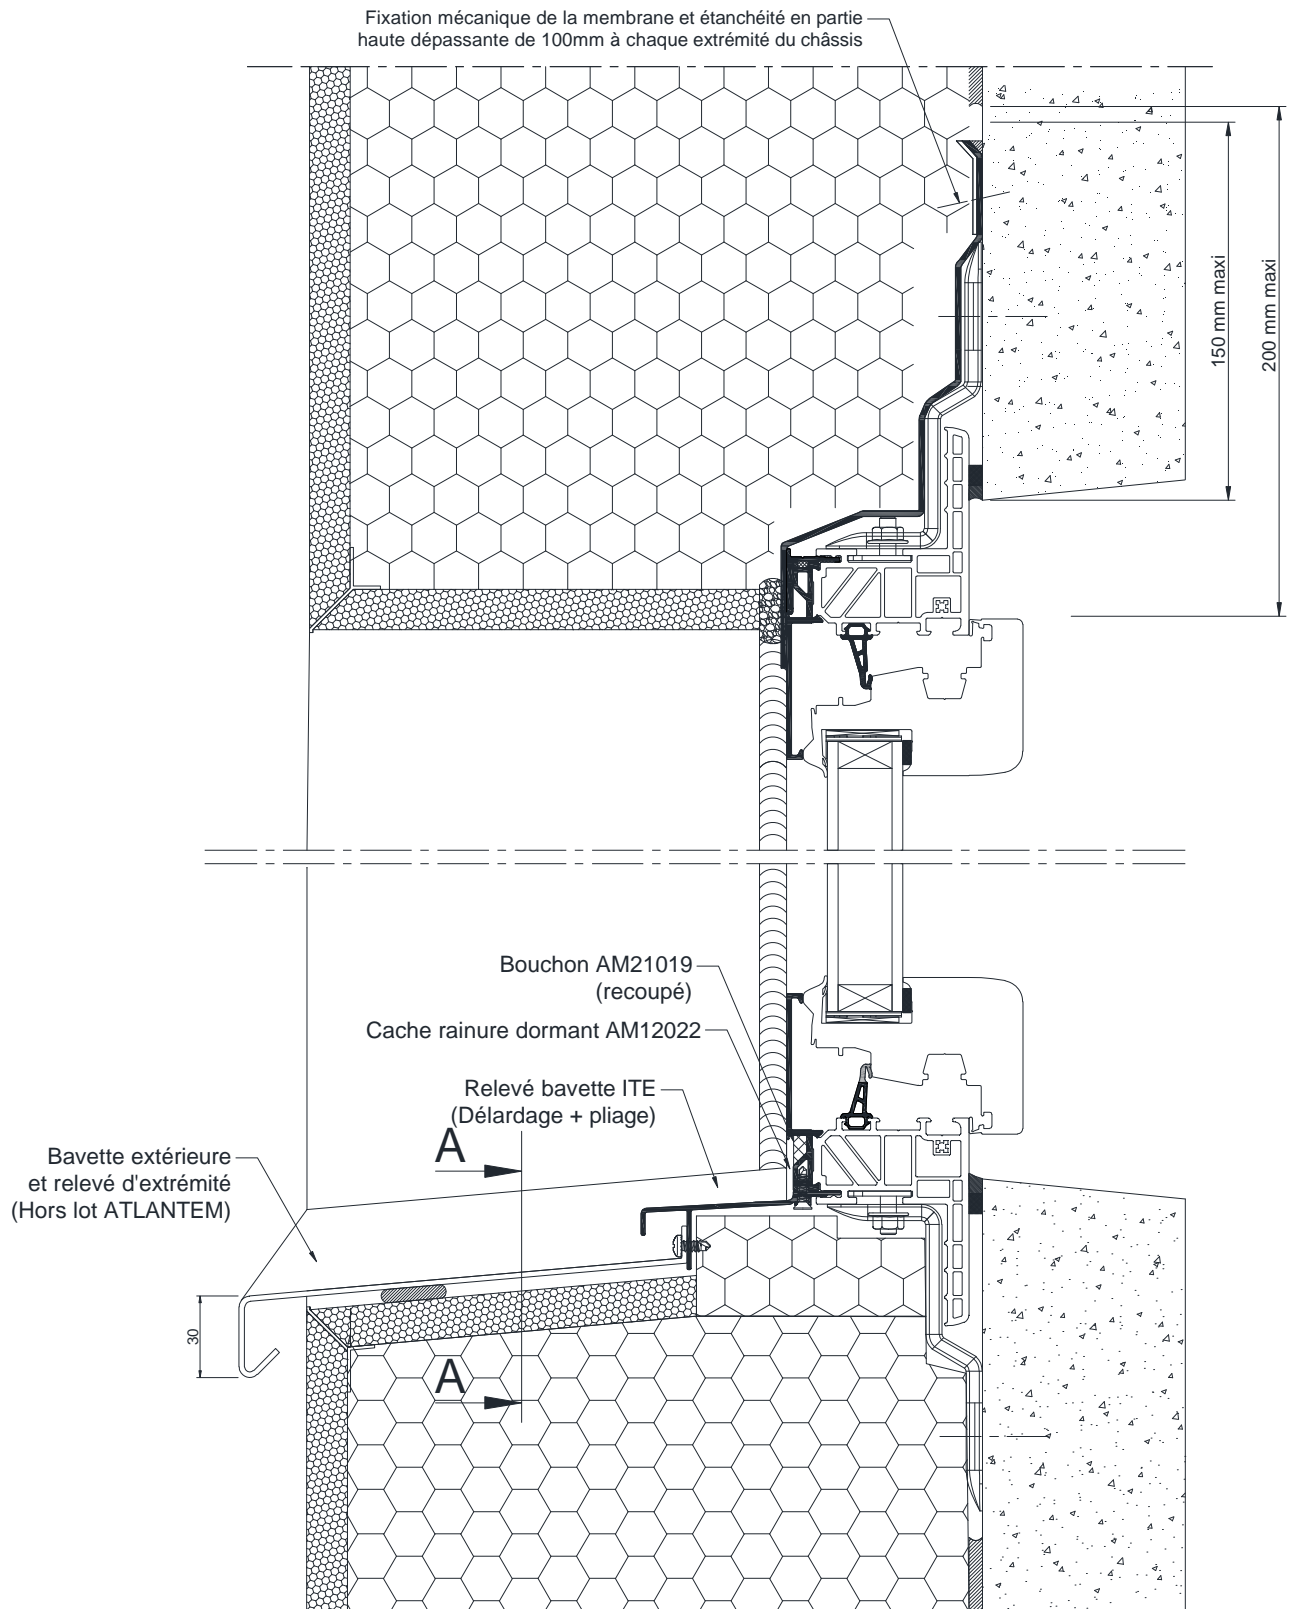 Fixation mécanique de la membrane et étanchéité en partie
haute dépassante de 100mm à chaque extrémité du châssis
150 mm maxi
200 mm maxi
Bouchon AM21019
(recoupé)
Cache rainure dormant AM12022
Relevé bavette ITE
(Délardage + pliage)
A
Bavette extérieure
et relevé d'extrémité
(Hors lot ATLANTEM)
30
A